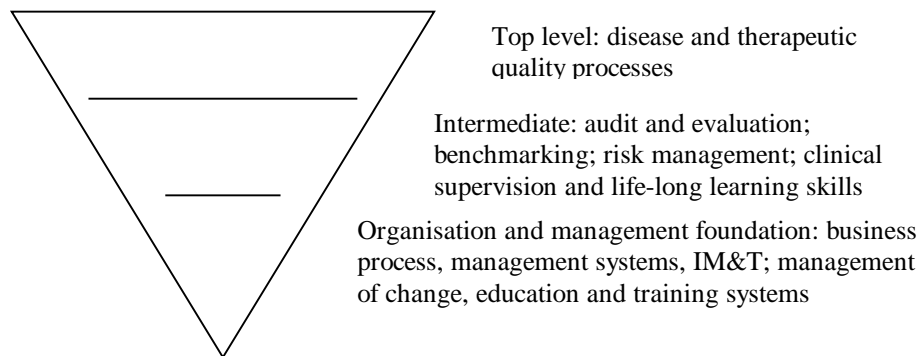 Top level: disease and therapeutic
quality processes
Intermediate: audit and evaluation;
benchmarking; risk management; clinical
supervision and life-long learning skills
Organisation and management foundation: business
process, management systems, IM&T; management
of change, education and training systems